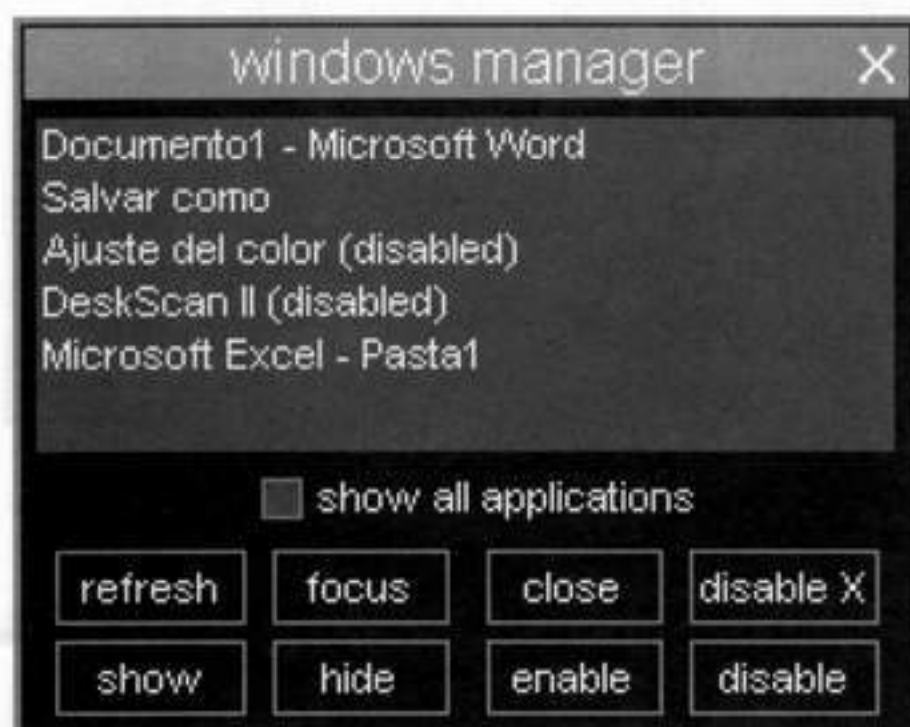 windows manager X
Documento1 - Microsoft Word
Salvar como
Ajuste del color (disabled)
DeskScan II (disabled)
Microsoft Excel - Pasta1
show all applications
refresh focus close disable X
show hide enable disable